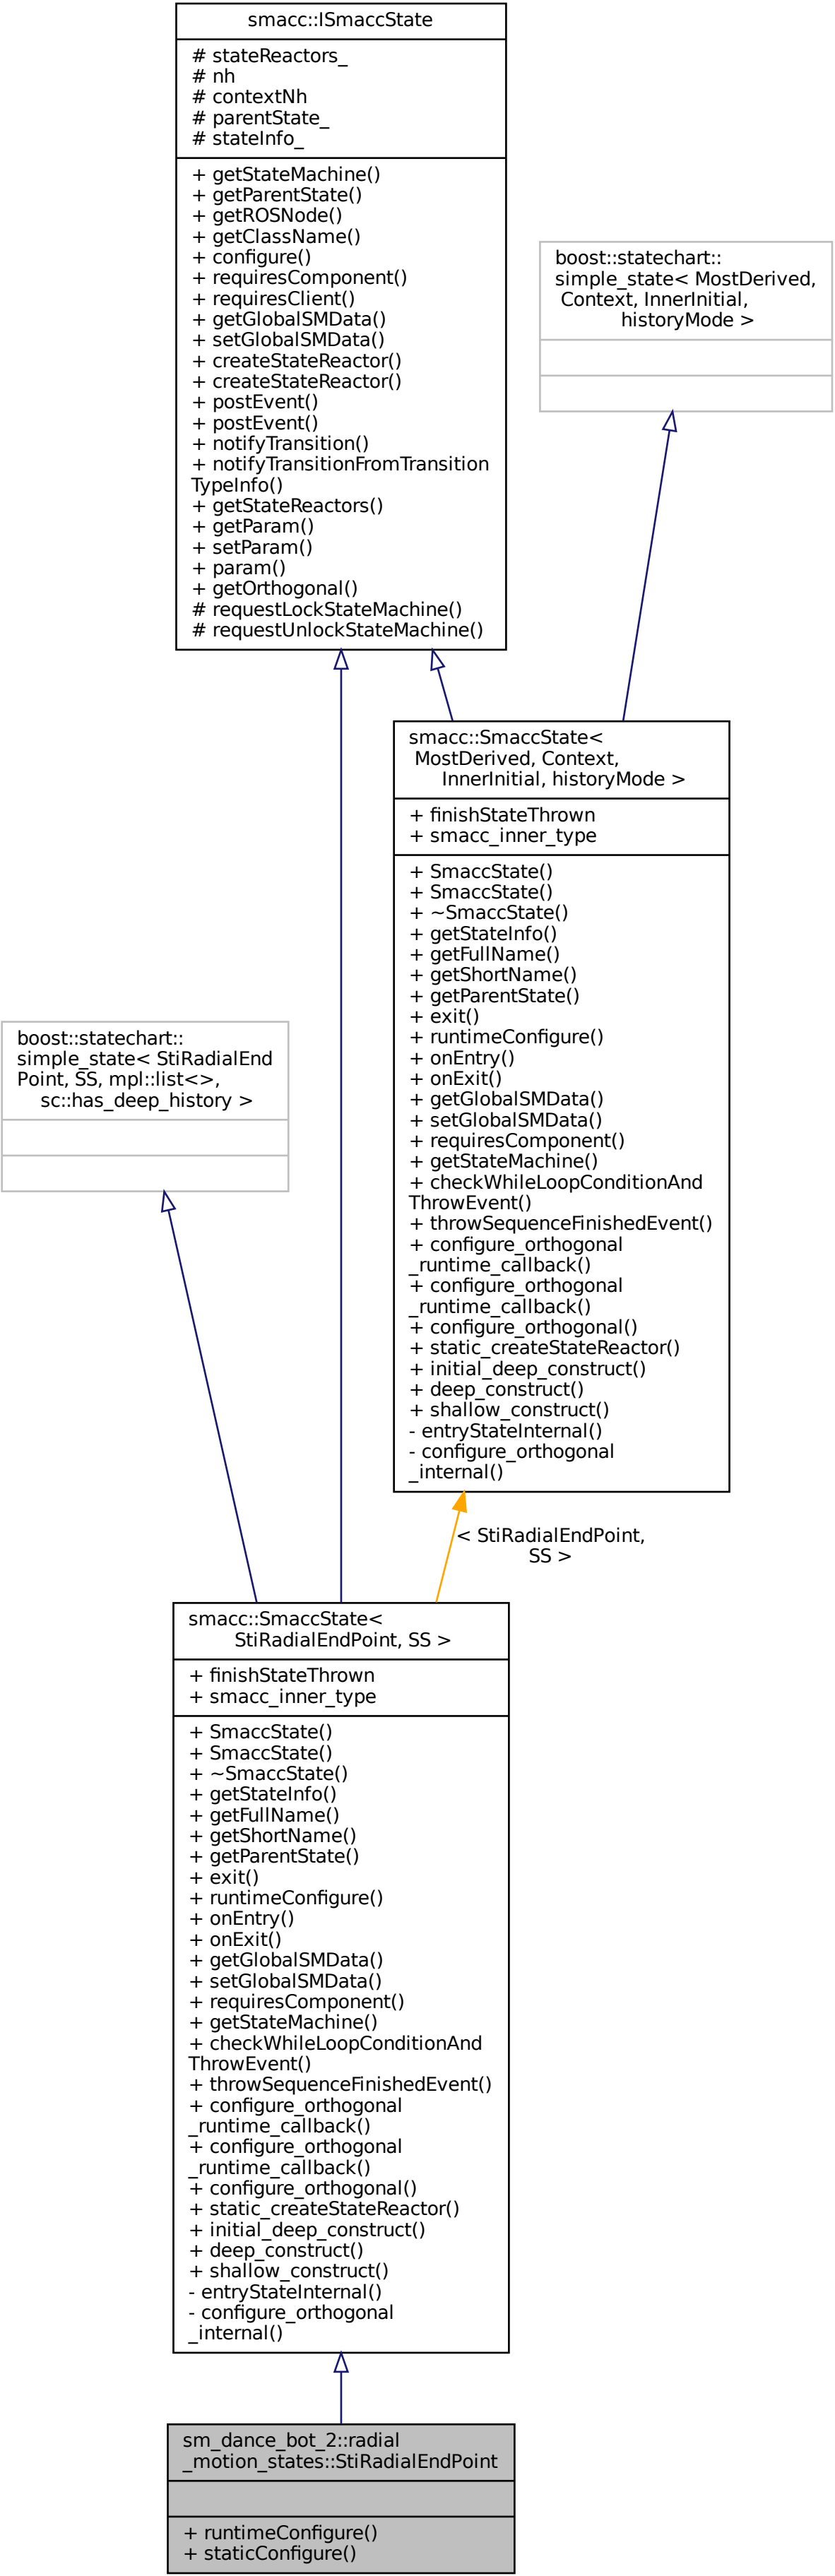 smacc::ISmaccState
# stateReactors_
# nh
# contextNh
# parentState_
# stateInfo_
+ getStateMachine()
+ getParentState()
+ getROSNode()
+ getClassName()
+ configure()
+ requiresComponent()
+ requiresClient()
+ getGlobalSMData()
+ setGlobalSMData()
+ createStateReactor()
+ createStateReactor()
+ postEvent()
+ postEvent()
+ notifyTransition()
+ notifyTransitionFromTransition
TypeInfo()
+ getStateReactors()
+ getParam()
+ setParam()
+ param()
+ getOrthogonal()
# requestLockStateMachine()
# requestUnlockStateMachine()
boost::statechart::
simple_state< MostDerived,
Context, InnerInitial,
historyMode >
smacc::SmaccState<
MostDerived, Context,
InnerInitial, historyMode >
+ finishStateThrown
+ smacc_inner_type
+ SmaccState()
+ SmaccState()
+ ~SmaccState()
+ getStateInfo()
+ getFullName()
+ getShortName()
+ getParentState()
+ exit()
+ runtimeConfigure()
+ onEntry()
+ onExit()
+ getGlobalSMData()
+ setGlobalSMData()
+ requiresComponent()
+ getStateMachine()
+ checkWhileLoopConditionAnd
ThrowEvent()
+ throwSequenceFinishedEvent()
+ configure_orthogonal
_runtime_callback()
+ configure_orthogonal
_runtime_callback()
+ configure_orthogonal()
+ static_createStateReactor()
+ initial_deep_construct()
+ deep_construct()
+ shallow_construct()
- entryStateInternal()
- configure_orthogonal
_internal()
boost::statechart::
simple_state< StiRadialEnd
Point, SS, mpl::list<>,
sc::has_deep_history >
< StiRadialEndPoint,
SS >
smacc::SmaccState<
StiRadialEndPoint, SS >
+ finishStateThrown
+ smacc_inner_type
+ SmaccState()
+ SmaccState()
+ ~SmaccState()
+ getStateInfo()
+ getFullName()
+ getShortName()
+ getParentState()
+ exit()
+ runtimeConfigure()
+ onEntry()
+ onExit()
+ getGlobalSMData()
+ setGlobalSMData()
+ requiresComponent()
+ getStateMachine()
+ checkWhileLoopConditionAnd
ThrowEvent()
+ throwSequenceFinishedEvent()
+ configure_orthogonal
_runtime_callback()
+ configure_orthogonal
_runtime_callback()
+ configure_orthogonal()
+ static_createStateReactor()
+ initial_deep_construct()
+ deep_construct()
+ shallow_construct()
- entryStateInternal()
- configure_orthogonal
_internal()
sm_dance_bot_2::radial
_motion_states::StiRadialEndPoint
+ runtimeConfigure()
+ staticConfigure()